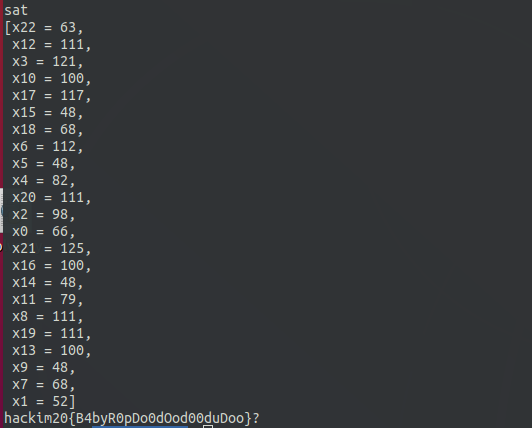 sat
[x22 = 63,
 x12 = 111,
 x3 = 121,
 x10 = 100,
 x17 = 117,
 x15 = 48,
 x18 = 68,
 x6 = 112,
 x5 = 48,
 x4 = 82,
 x20 = 111,
 x2 = 98,
 x0 = 66,
 x21 = 125,
 x16 = 100,
 x14 = 48,
 x11 = 79,
 x8 = 111,
 x19 = 111,
 x13 = 100,
 x9 = 48,
 x7 = 68,
 x1 = 52]
hackim20{B4byR0pDo0dOod00duDoo}?